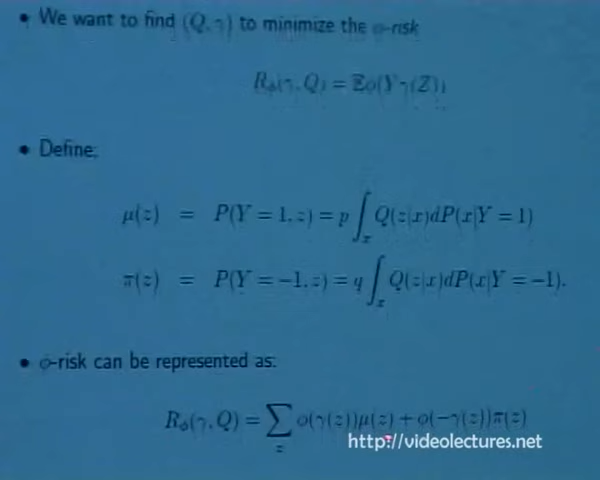 • We want to find (Q, γ) to minimize the ϕ-risk
R_ϕ(γ, Q) = 𝔼ϕ(Yγ(Z))
• Define:
μ(z) = P(Y = 1, z) = p ∫_x Q(z|x)dP(x|Y = 1)
π(z) = P(Y = −1, z) = q ∫_x Q(z|x)dP(x|Y = −1).
• ϕ-risk can be represented as:
R_ϕ(γ, Q) = ∑_z ϕ(γ(z))μ(z) + ϕ(−γ(z))π(z)
http://videolectures.net